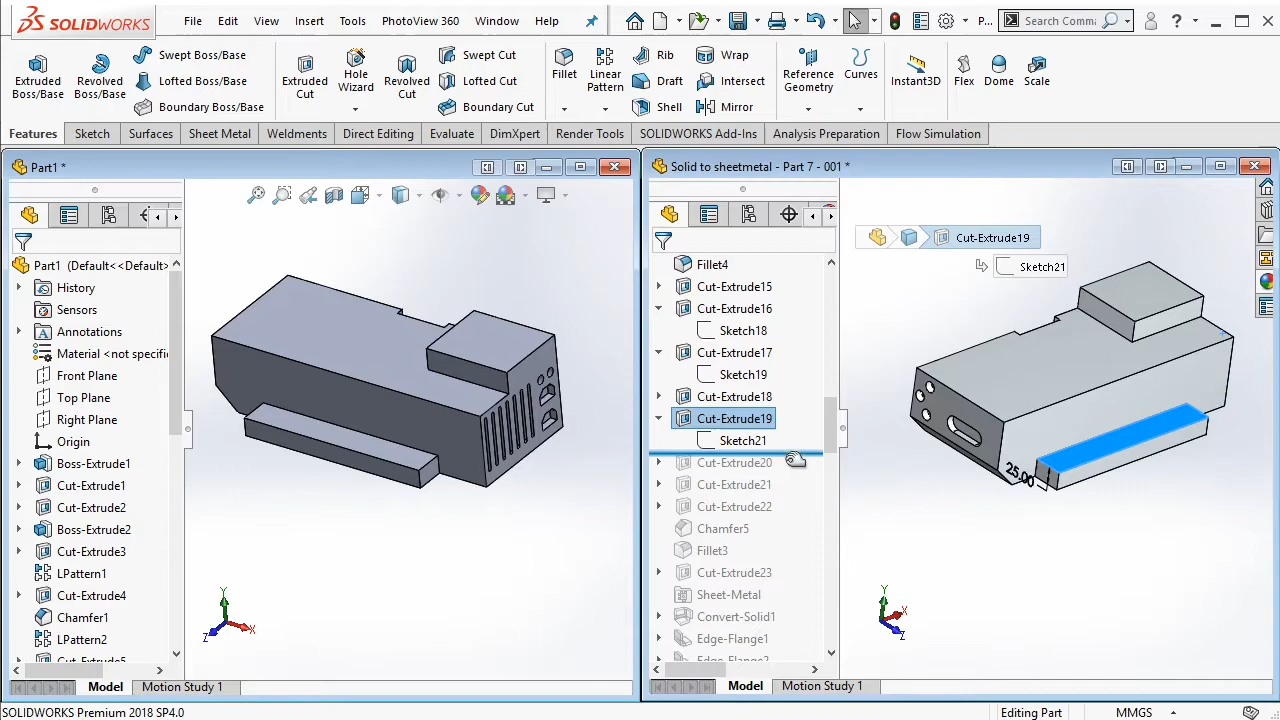 SOLIDWORKS
File Edit View Insert Tools PhotoView 360 Window Help
P...
Search Comma
Extruded Boss/Base
Revolved Boss/Base
Swept Boss/Base
Lofted Boss/Base
Boundary Boss/Base
Extruded Cut
Hole Wizard
Revolved Cut
Swept Cut
Lofted Cut
Boundary Cut
Fillet
Linear Pattern
Rib
Draft
Shell
Wrap
Intersect
Mirror
Reference Geometry
Curves
Instant3D
Flex
Dome
Scale
Features Sketch Surfaces Sheet Metal Weldments Direct Editing Evaluate DimXpert Render Tools SOLIDWORKS Add-Ins Analysis Preparation Flow Simulation
Part1 *
Part1 (Default<<Default>
History
Sensors
Annotations
Material <not specifi
Front Plane
Top Plane
Right Plane
Origin
Boss-Extrude1
Cut-Extrude1
Cut-Extrude2
Boss-Extrude2
Cut-Extrude3
LPattern1
Cut-Extrude4
Chamfer1
LPattern2
Cut-Extrude5
Y
X
Z
Model Motion Study 1
Solid to sheetmetal - Part 7 - 001 *
Fillet4
Cut-Extrude15
Cut-Extrude16
Sketch18
Cut-Extrude17
Sketch19
Cut-Extrude18
Cut-Extrude19
Sketch21
Cut-Extrude20
Cut-Extrude21
Cut-Extrude22
Chamfer5
Fillet3
Cut-Extrude23
Sheet-Metal
Convert-Solid1
Edge-Flange1
Edge-Flange2
Cut-Extrude19
Sketch21
25.00
Y
X
Z
Model Motion Study 1
SOLIDWORKS Premium 2018 SP4.0
Editing Part
MMGS